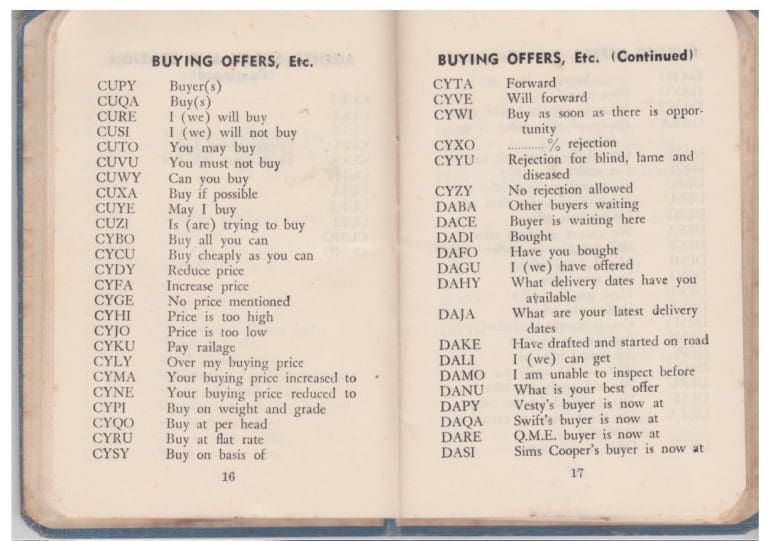 BUYING OFFERS, Etc.
CUPY Buyer(s)
CUQA Buy(s)
CURE I (we) will buy
CUSI I (we) will not buy
CUTO You may buy
CUVU You must not buy
CUWY Can you buy
CUXA Buy if possible
CUYE May I buy
CUZI Is (are) trying to buy
CYBO Buy all you can
CYCU Buy cheaply as you can
CYDY Reduce price
CYFA Increase price
CYGE No price mentioned
CYHI Price is too high
CYJO Price is too low
CYKU Pay railage
CYLY Over my buying price
CYMA Your buying price increased to
CYNE Your buying price reduced to
CYPI Buy on weight and grade
CYQO Buy at per head
CYRU Buy at flat rate
CYSY Buy on basis of
16
BUYING OFFERS, Etc. (Continued)
CYTA Forward
CYVE Will forward
CYWI Buy as soon as there is oppor-
tunity
CYXO ............% rejection
CYYU Rejection for blind, lame and
diseased
CYZY No rejection allowed
DABA Other buyers waiting
DACE Buyer is waiting here
DADI Bought
DAFO Have you bought
DAGU I (we) have offered
DAHY What delivery dates have you
available
DAJA What are your latest delivery
dates
DAKE Have drafted and started on road
DALI I (we) can get
DAMO I am unable to inspect before
DANU What is your best offer
DAPY Vesty's buyer is now at
DAQA Swift's buyer is now at
DARE Q.M.E. buyer is now at
DASI Sims Cooper's buyer is now at
17